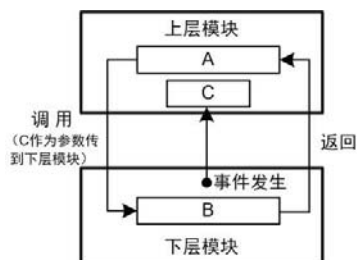 上层模块
A
C
调 用
（C作为参数传
到下层模块）
返回
事件发生
B
下层模块